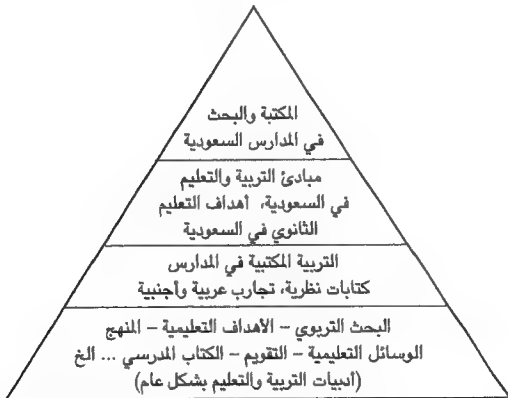 المكتبة والبحث
في المدارس السعودية
مبادئ التربية والتعليم
في السعودية، أهداف التعليم
الثانوي في السعودية
التربية المكتبية في المدارس
كتابات نظرية، تجارب عربية وأجنبية
البحث التربوي – الأهداف التعليمية – المنهج
الوسائل التعليمية – التقويم – الكتاب المدرسي ... الخ
(أدبيات التربية والتعليم بشكل عام)